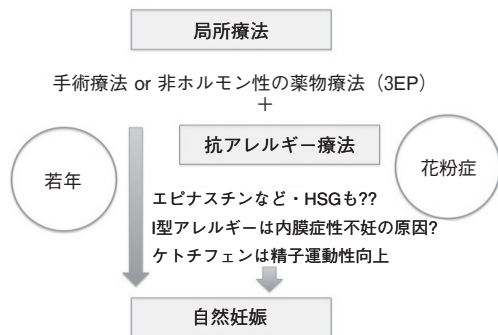 局所療法
手術療法 or 非ホルモン性の薬物療法（3EP）
+
抗アレルギー療法
若年
花粉症
エピナスチンなど・HSGも??
I型アレルギーは内膜症性不妊の原因?
ケトチフェンは精子運動性向上
自然妊娠